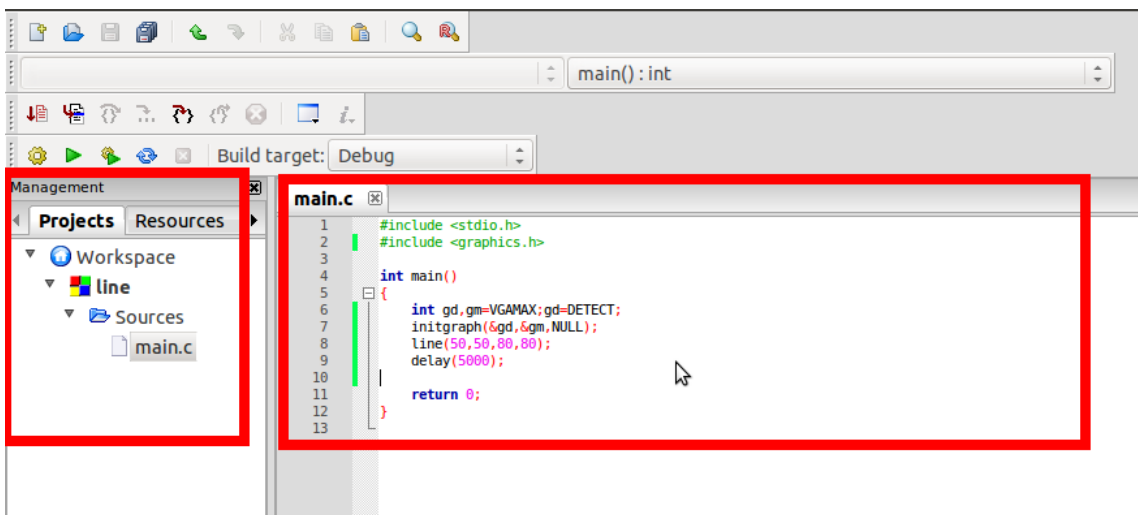 main() : int
Build target: Debug
Management
Projects Resources
Workspace
line
Sources
main.c
main.c
1 #include <stdio.h>
2 #include <graphics.h>
3
4 int main()
5 {
6 int gd,gm=VGAMAX;gd=DETECT;
7 initgraph(&gd,&gm,NULL);
8 line(50,50,80,80);
9 delay(5000);
10
11 return 0;
12 }
13